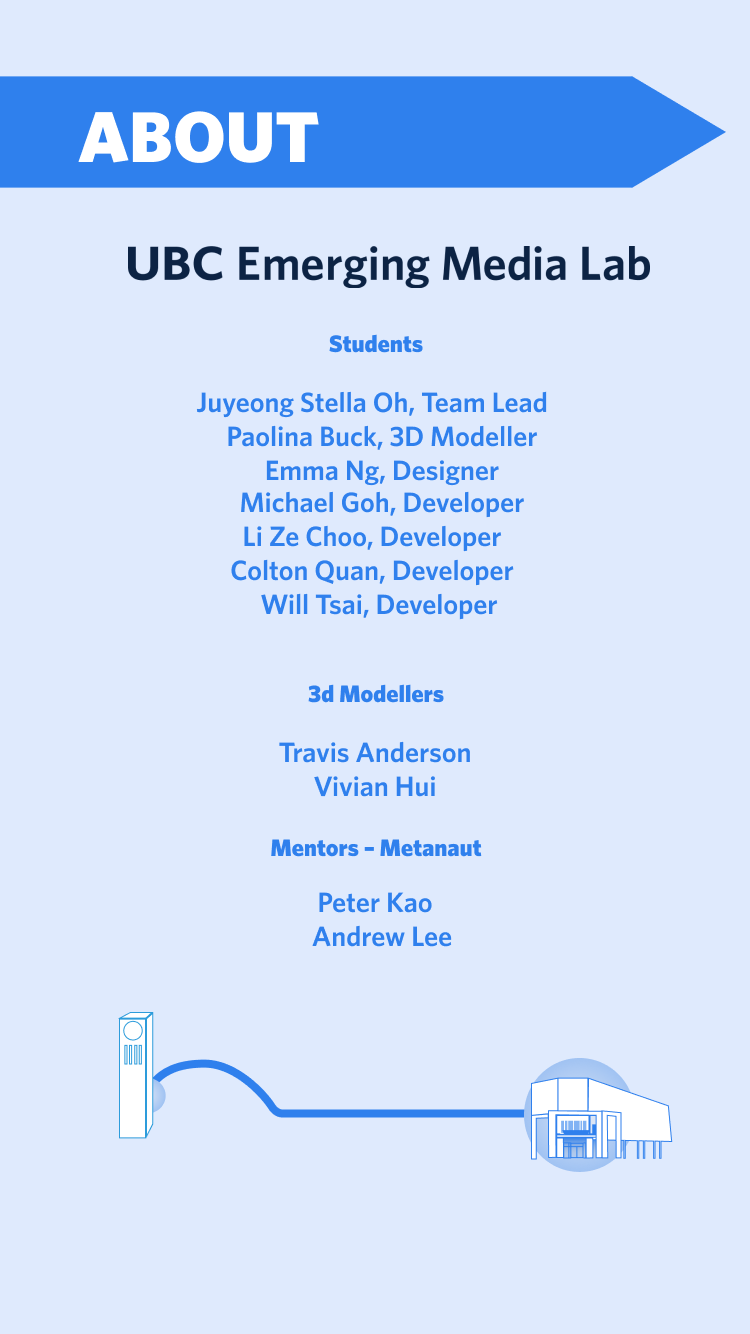 ABOUT
UBC Emerging Media Lab
Students
Juyeong Stella Oh, Team Lead
Paolina Buck, 3D Modeller
Emma Ng, Designer
Michael Goh, Developer
Li Ze Choo, Developer
Colton Quan, Developer
Will Tsai, Developer
3d Modellers
Travis Anderson
Vivian Hui
Mentors – Metanaut
Peter Kao
Andrew Lee